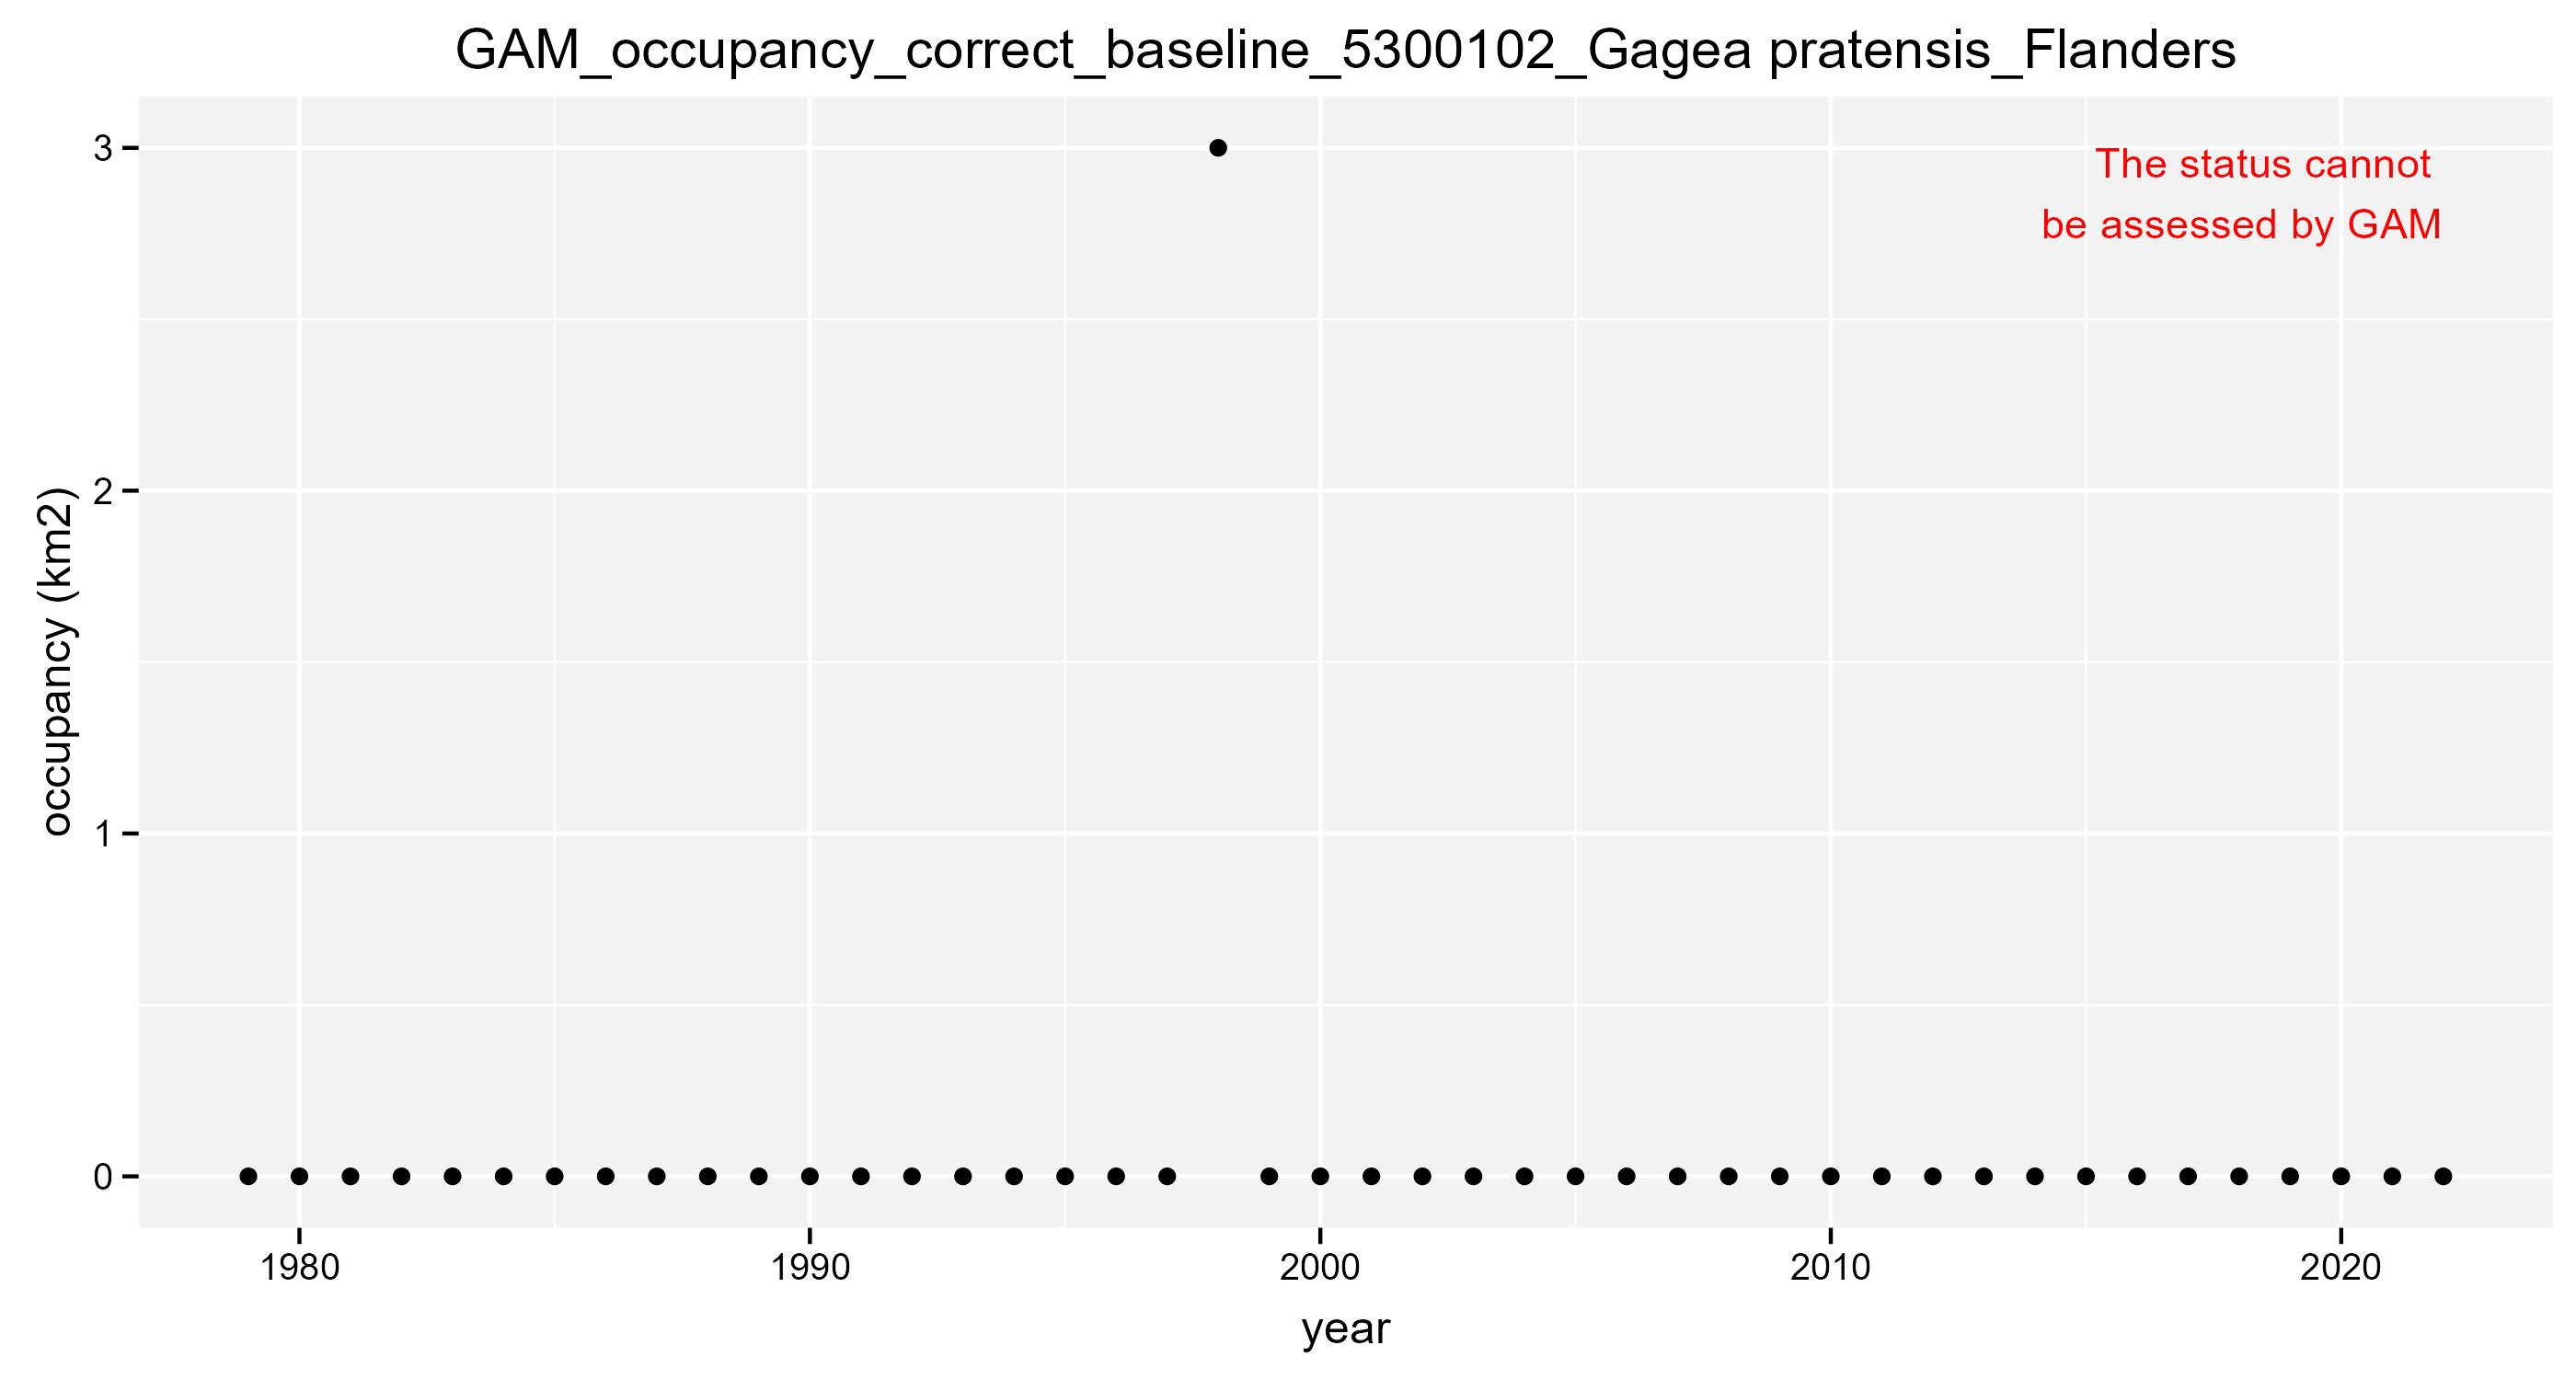 GAM_occupancy_correct_baseline_5300102_Gagea pratensis_Flanders
The status cannot
be assessed by GAM
occupancy (km2)
3
2
1
0
1980 1990 2000 2010 2020
year